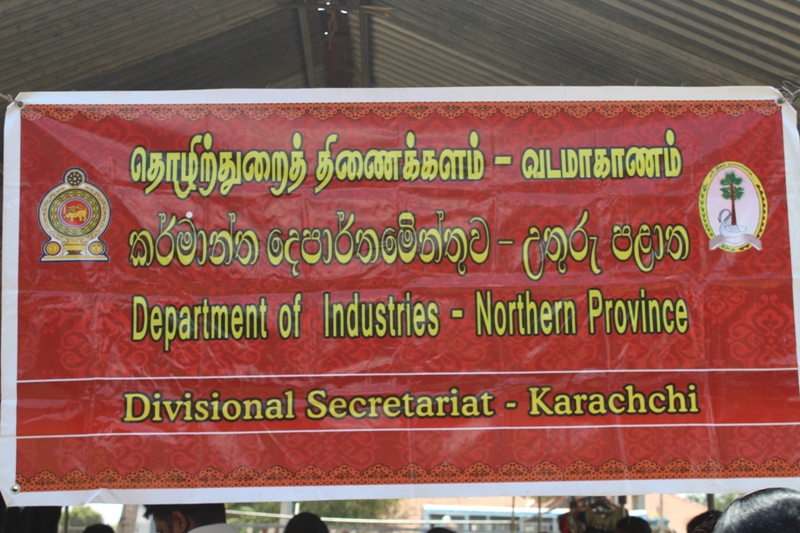 தொழிற்துறைத் திணைக்களம் – வடமாகாணம்
කර්මාන්ත දෙපාර්තමේන්තුව – උතුරු පළාත
Department of Industries - Northern Province
Divisional Secretariat - Karachchi